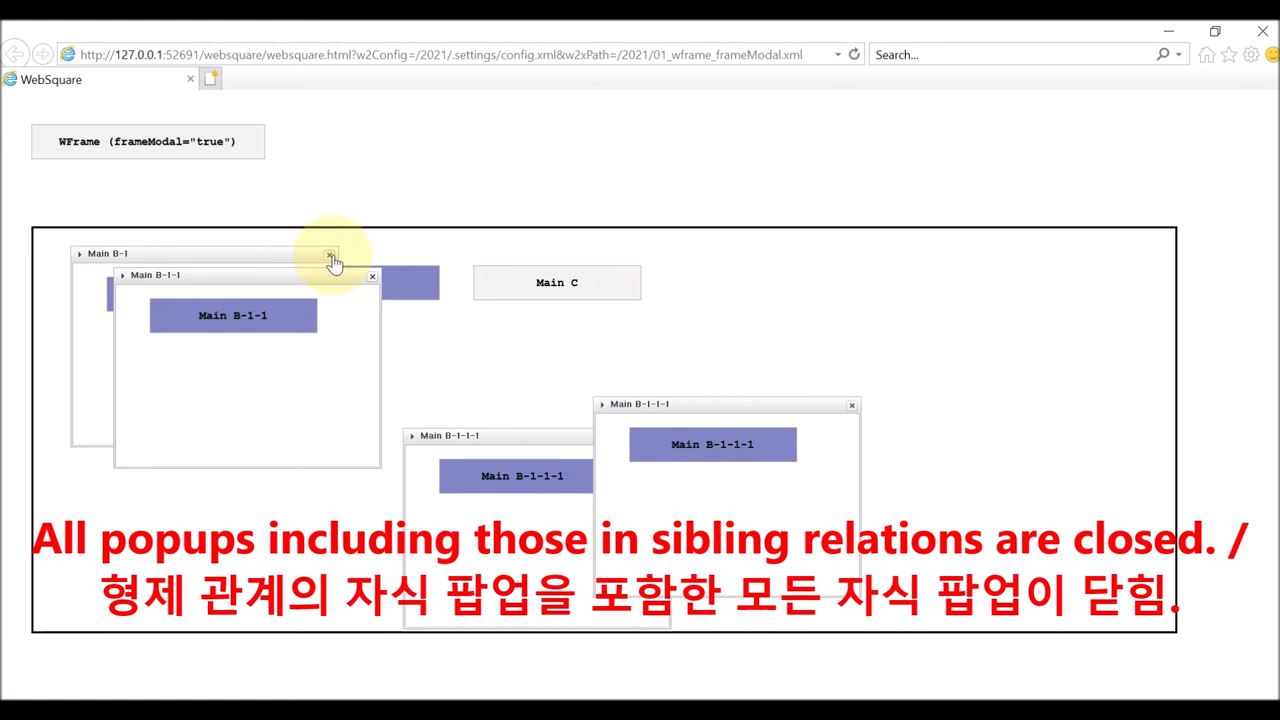 http://127.0.0.1:52691/websquare/websquare.html?w2Config=/2021/.settings/config.xml&w2xPath=/2021/01_wframe_frameModal.xml
Search...
WebSquare
WFrame (frameModal="true")
Main B-1
Main B-1-1
Main C
Main B-1-1
Main B-1-1-1
Main B-1-1-1
Main B-1-1-1
Main B-1-1-1
All popups including those in sibling relations are closed. /
형제 관계의 자식 팝업을 포함한 모든 자식 팝업이 닫힘.